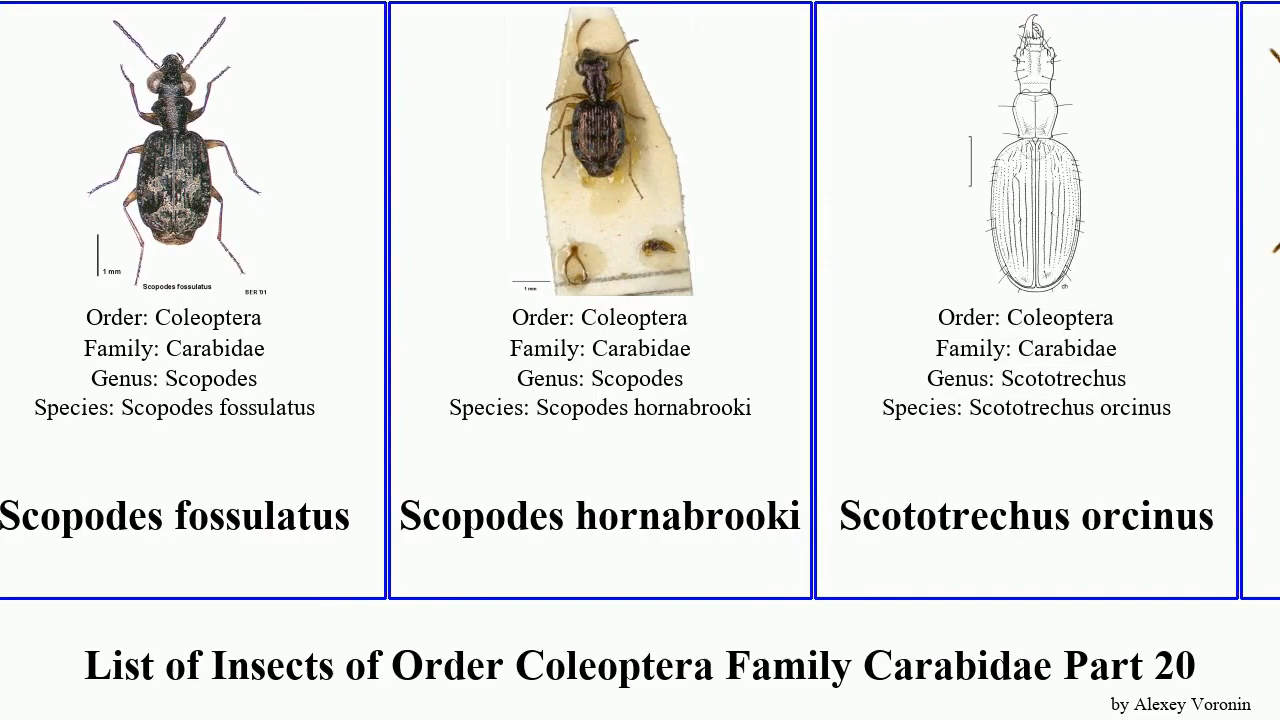 1 mm
Scopodes fossulatus
BER '01
Order: Coleoptera
Family: Carabidae
Genus: Scopodes
Species: Scopodes fossulatus
Scopodes fossulatus
1 mm
Order: Coleoptera
Family: Carabidae
Genus: Scopodes
Species: Scopodes hornabrooki
Scopodes hornabrooki
Order: Coleoptera
Family: Carabidae
Genus: Scototrechus
Species: Scototrechus orcinus
Scototrechus orcinus
List of Insects of Order Coleoptera Family Carabidae Part 20
by Alexey Voronin